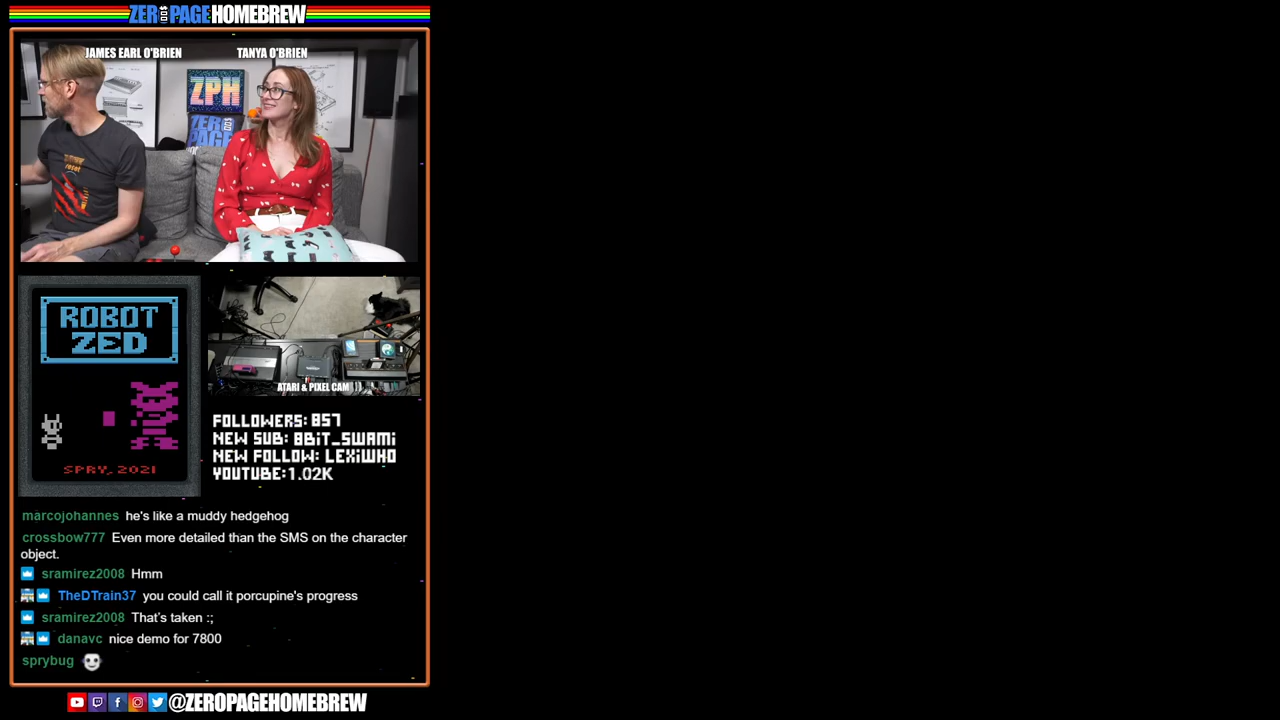 ZEROPAGEHOMEBREW
JAMES EARL O'BRIEN
TANYA O'BRIEN
ZPH
ZERO
PAGE
reset
ROBOT
ZED
SPRY, 2021
ATARI & PIXEL CAM
FOLLOWERS: 857
NEW SUB: 8BIT_SWAMI
NEW FOLLOW: LEXIWHO
YOUTUBE:1.02K
marcojohannes he's like a muddy hedgehog
crossbow777 Even more detailed than the SMS on the character
object.
sramirez2008 Hmm
TheDTrain37 you could call it porcupine's progress
sramirez2008 That's taken :;
danavc nice demo for 7800
sprybug
@ZEROPAGEHOMEBREW